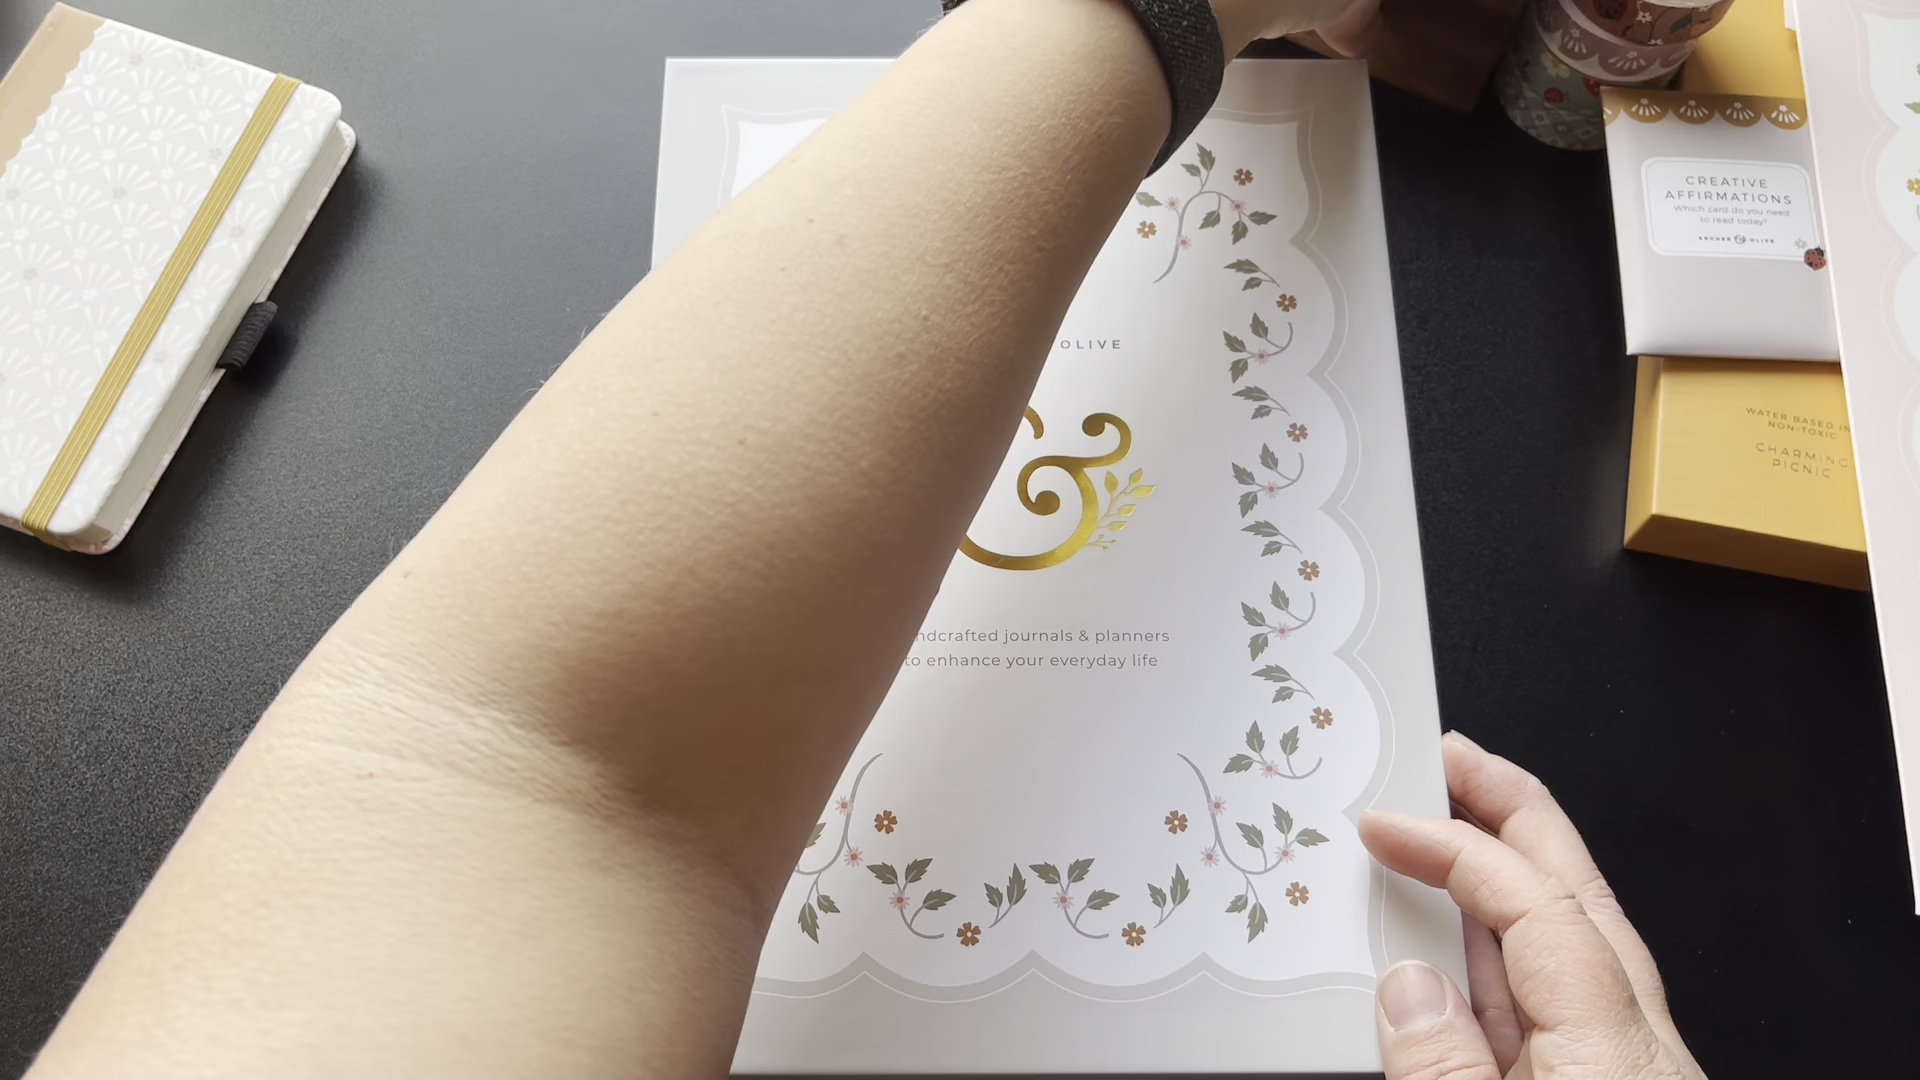 OLIVE
&
ndcrafted journals & planners
to enhance your everyday life
CREATIVE
AFFIRMATIONS
Which card do you need
to read today?
ARCHER & OLIVE
WATER BASED IN
NON-TOXIC
CHARMING
PICNIC